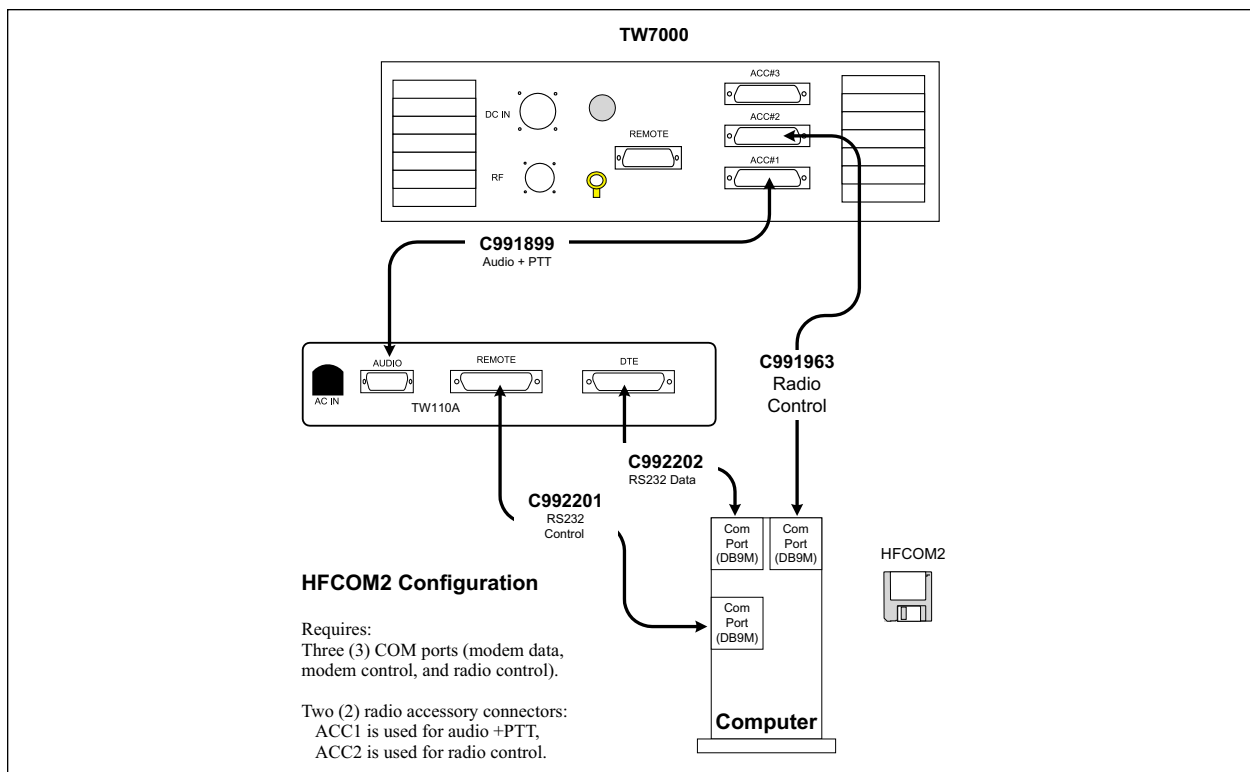 TW7000
ACC#3
DC IN
ACC#2
REMOTE
ACC#1
RF
C991899
Audio + PTT
AUDIO
REMOTE
DTE
AC IN
TW110A
C991963
Radio
Control
C992202
RS232 Data
C992201
RS232
Control
Com
Port
(DB9M)
Com
Port
(DB9M)
HFCOM2
Com
Port
(DB9M)
Computer
HFCOM2 Configuration
Requires:
Three (3) COM ports (modem data,
modem control, and radio control).
Two (2) radio accessory connectors:
ACC1 is used for audio +PTT,
ACC2 is used for radio control.